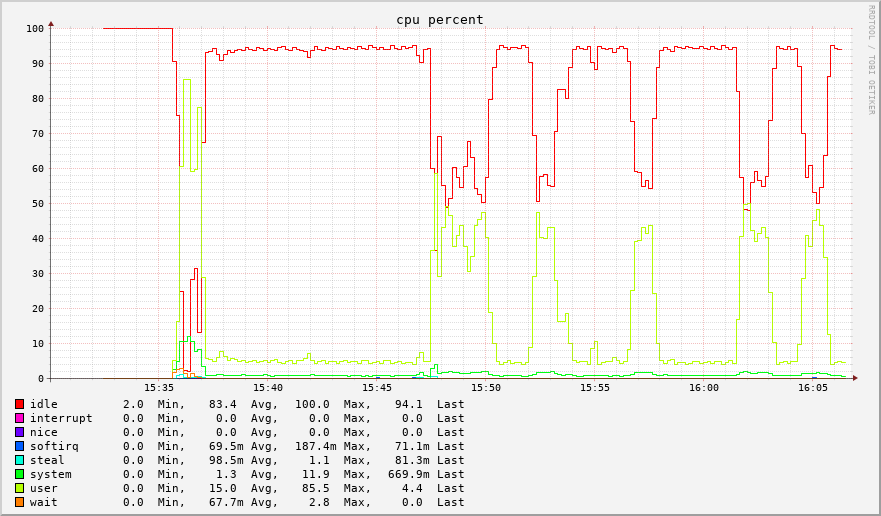 cpu percent
RRDTOOL / TOBI OETIKER
100
90
80
70
60
50
40
30
20
10
0
15:35 15:40 15:45 15:50 15:55 16:00 16:05
idle 2.0 Min, 83.4 Avg, 100.0 Max, 94.1 Last
interrupt 0.0 Min, 0.0 Avg, 0.0 Max, 0.0 Last
nice 0.0 Min, 0.0 Avg, 0.0 Max, 0.0 Last
softirq 0.0 Min, 69.5m Avg, 187.4m Max, 71.1m Last
steal 0.0 Min, 98.5m Avg, 1.1 Max, 81.3m Last
system 0.0 Min, 1.3 Avg, 11.9 Max, 669.9m Last
user 0.0 Min, 15.0 Avg, 85.5 Max, 4.4 Last
wait 0.0 Min, 67.7m Avg, 2.8 Max, 0.0 Last